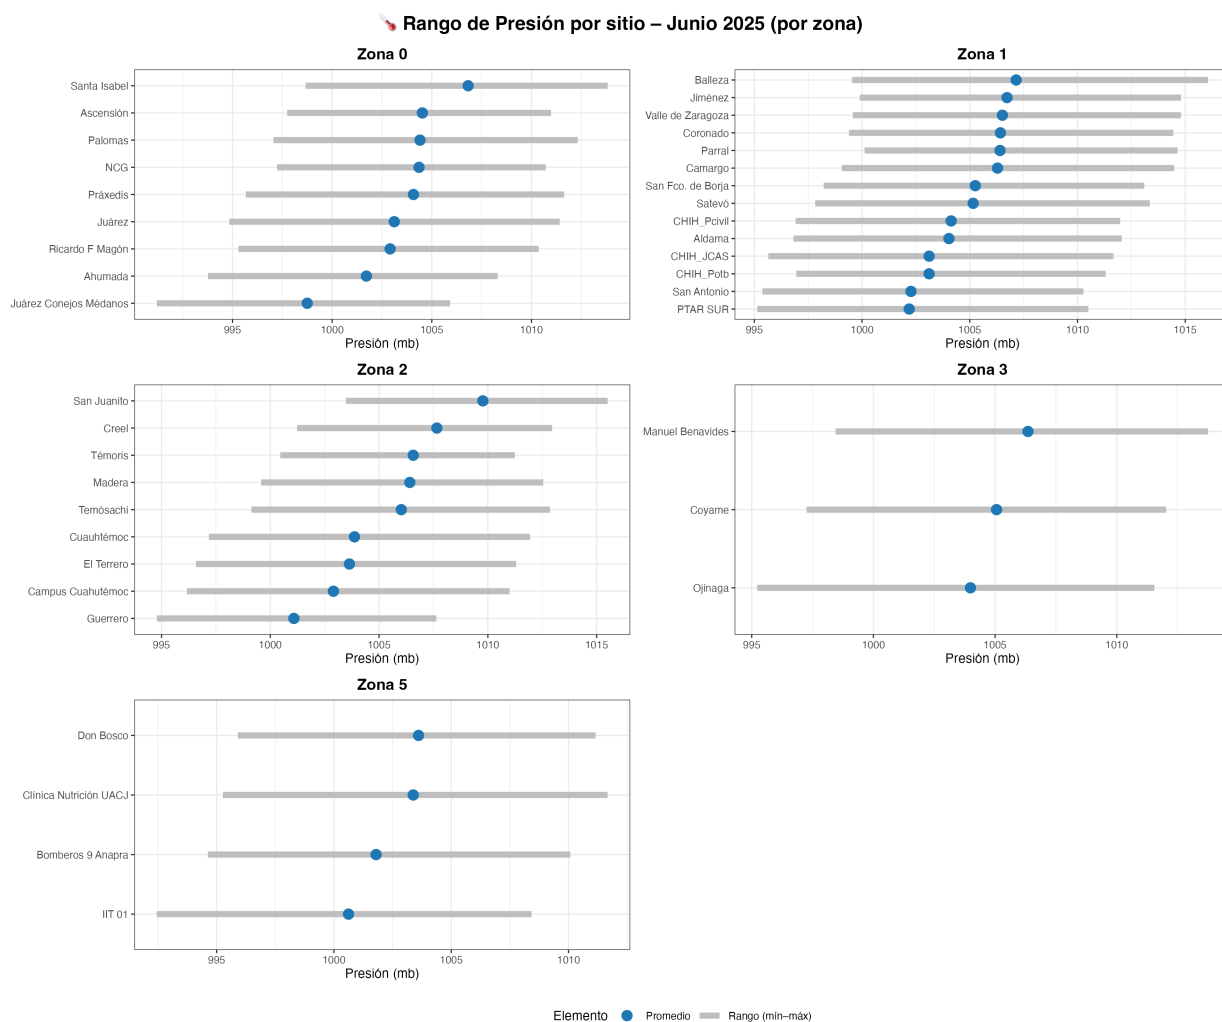 Rango de Presión por sitio – Junio 2025 (por zona)
Zona 0
Santa Isabel
Ascensión
Palomas
NCG
Práxedis
Juárez
Ricardo F Magón
Ahumada
Juárez Conejos Médanos
995 1000 1005 1010
Presión (mb)
Zona 1
Balleza
Jiménez
Valle de Zaragoza
Coronado
Parral
Camargo
San Fco. de Borja
Satevó
CHIH_Pcivil
Aldama
CHIH_JCAS
CHIH_Potb
San Antonio
PTAR SUR
995 1000 1005 1010 1015
Presión (mb)
Zona 2
San Juanito
Creel
Témoris
Madera
Temósachi
Cuauhtémoc
El Terrero
Campus Cuahutémoc
Guerrero
995 1000 1005 1010 1015
Presión (mb)
Zona 3
Manuel Benavides
Coyame
Ojinaga
995 1000 1005 1010
Presión (mb)
Zona 5
Don Bosco
Clínica Nutrición UACJ
Bomberos 9 Anapra
IIT 01
995 1000 1005 1010
Presión (mb)
Elemento Promedio Rango (mín–máx)